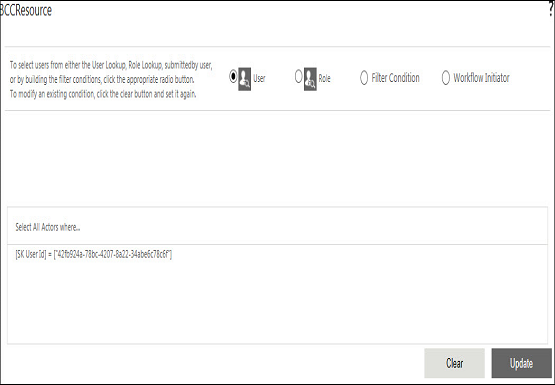 BCCResource
?
To select users from either the User Lookup, Role Lookup, submittedby user,
or by building the filter conditions, click the appropriate radio button.
To modify an existing condition, click the clear button and set it again.
User
Role
Filter Condition
Workflow Initiator
Select All Actors where...
[SK User Id] = ["42fb924a-78bc-4207-8a22-34abe6c78c6f"]
Clear
Update